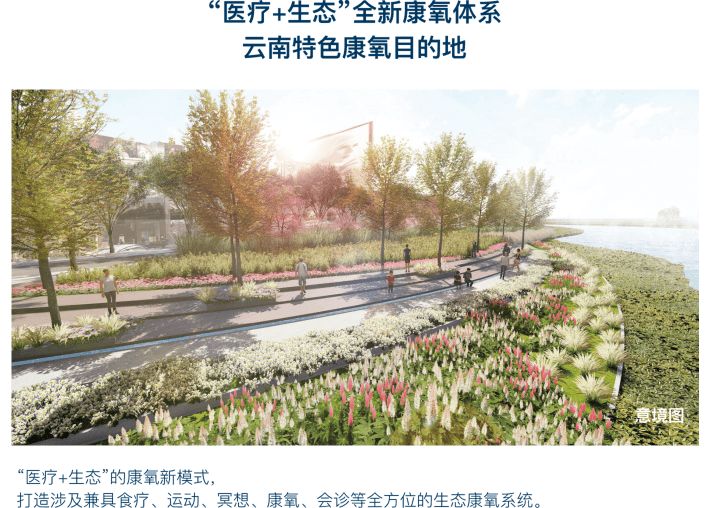 “医疗+生态”全新康氧体系
云南特色康氧目的地
意境图
“医疗+生态”的康氧新模式，
打造涉及兼具食疗、运动、冥想、康氧、会诊等全方位的生态康氧系统。